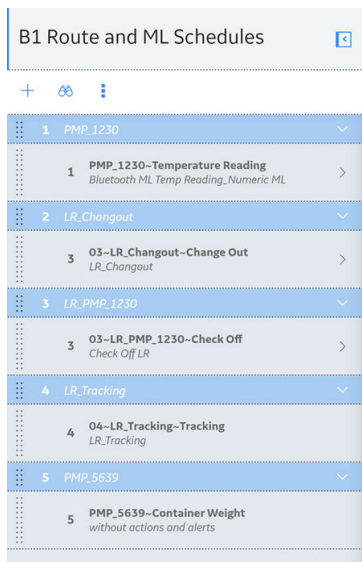 B1 Route and ML Schedules
1 PMP_1230
1 PMP_1230~Temperature Reading
Bluetooth ML Temp Reading_Numeric ML
2 LR_Changout
3 03~LR_Changout~Change Out
LR_Changout
3 LR_PMP_1230
3 03~LR_PMP_1230~Check Off
Check Off LR
4 LR_Tracking
4 04~LR_Tracking~Tracking
LR_Tracking
5 PMP_5639
5 PMP_5639~Container Weight
without actions and alerts